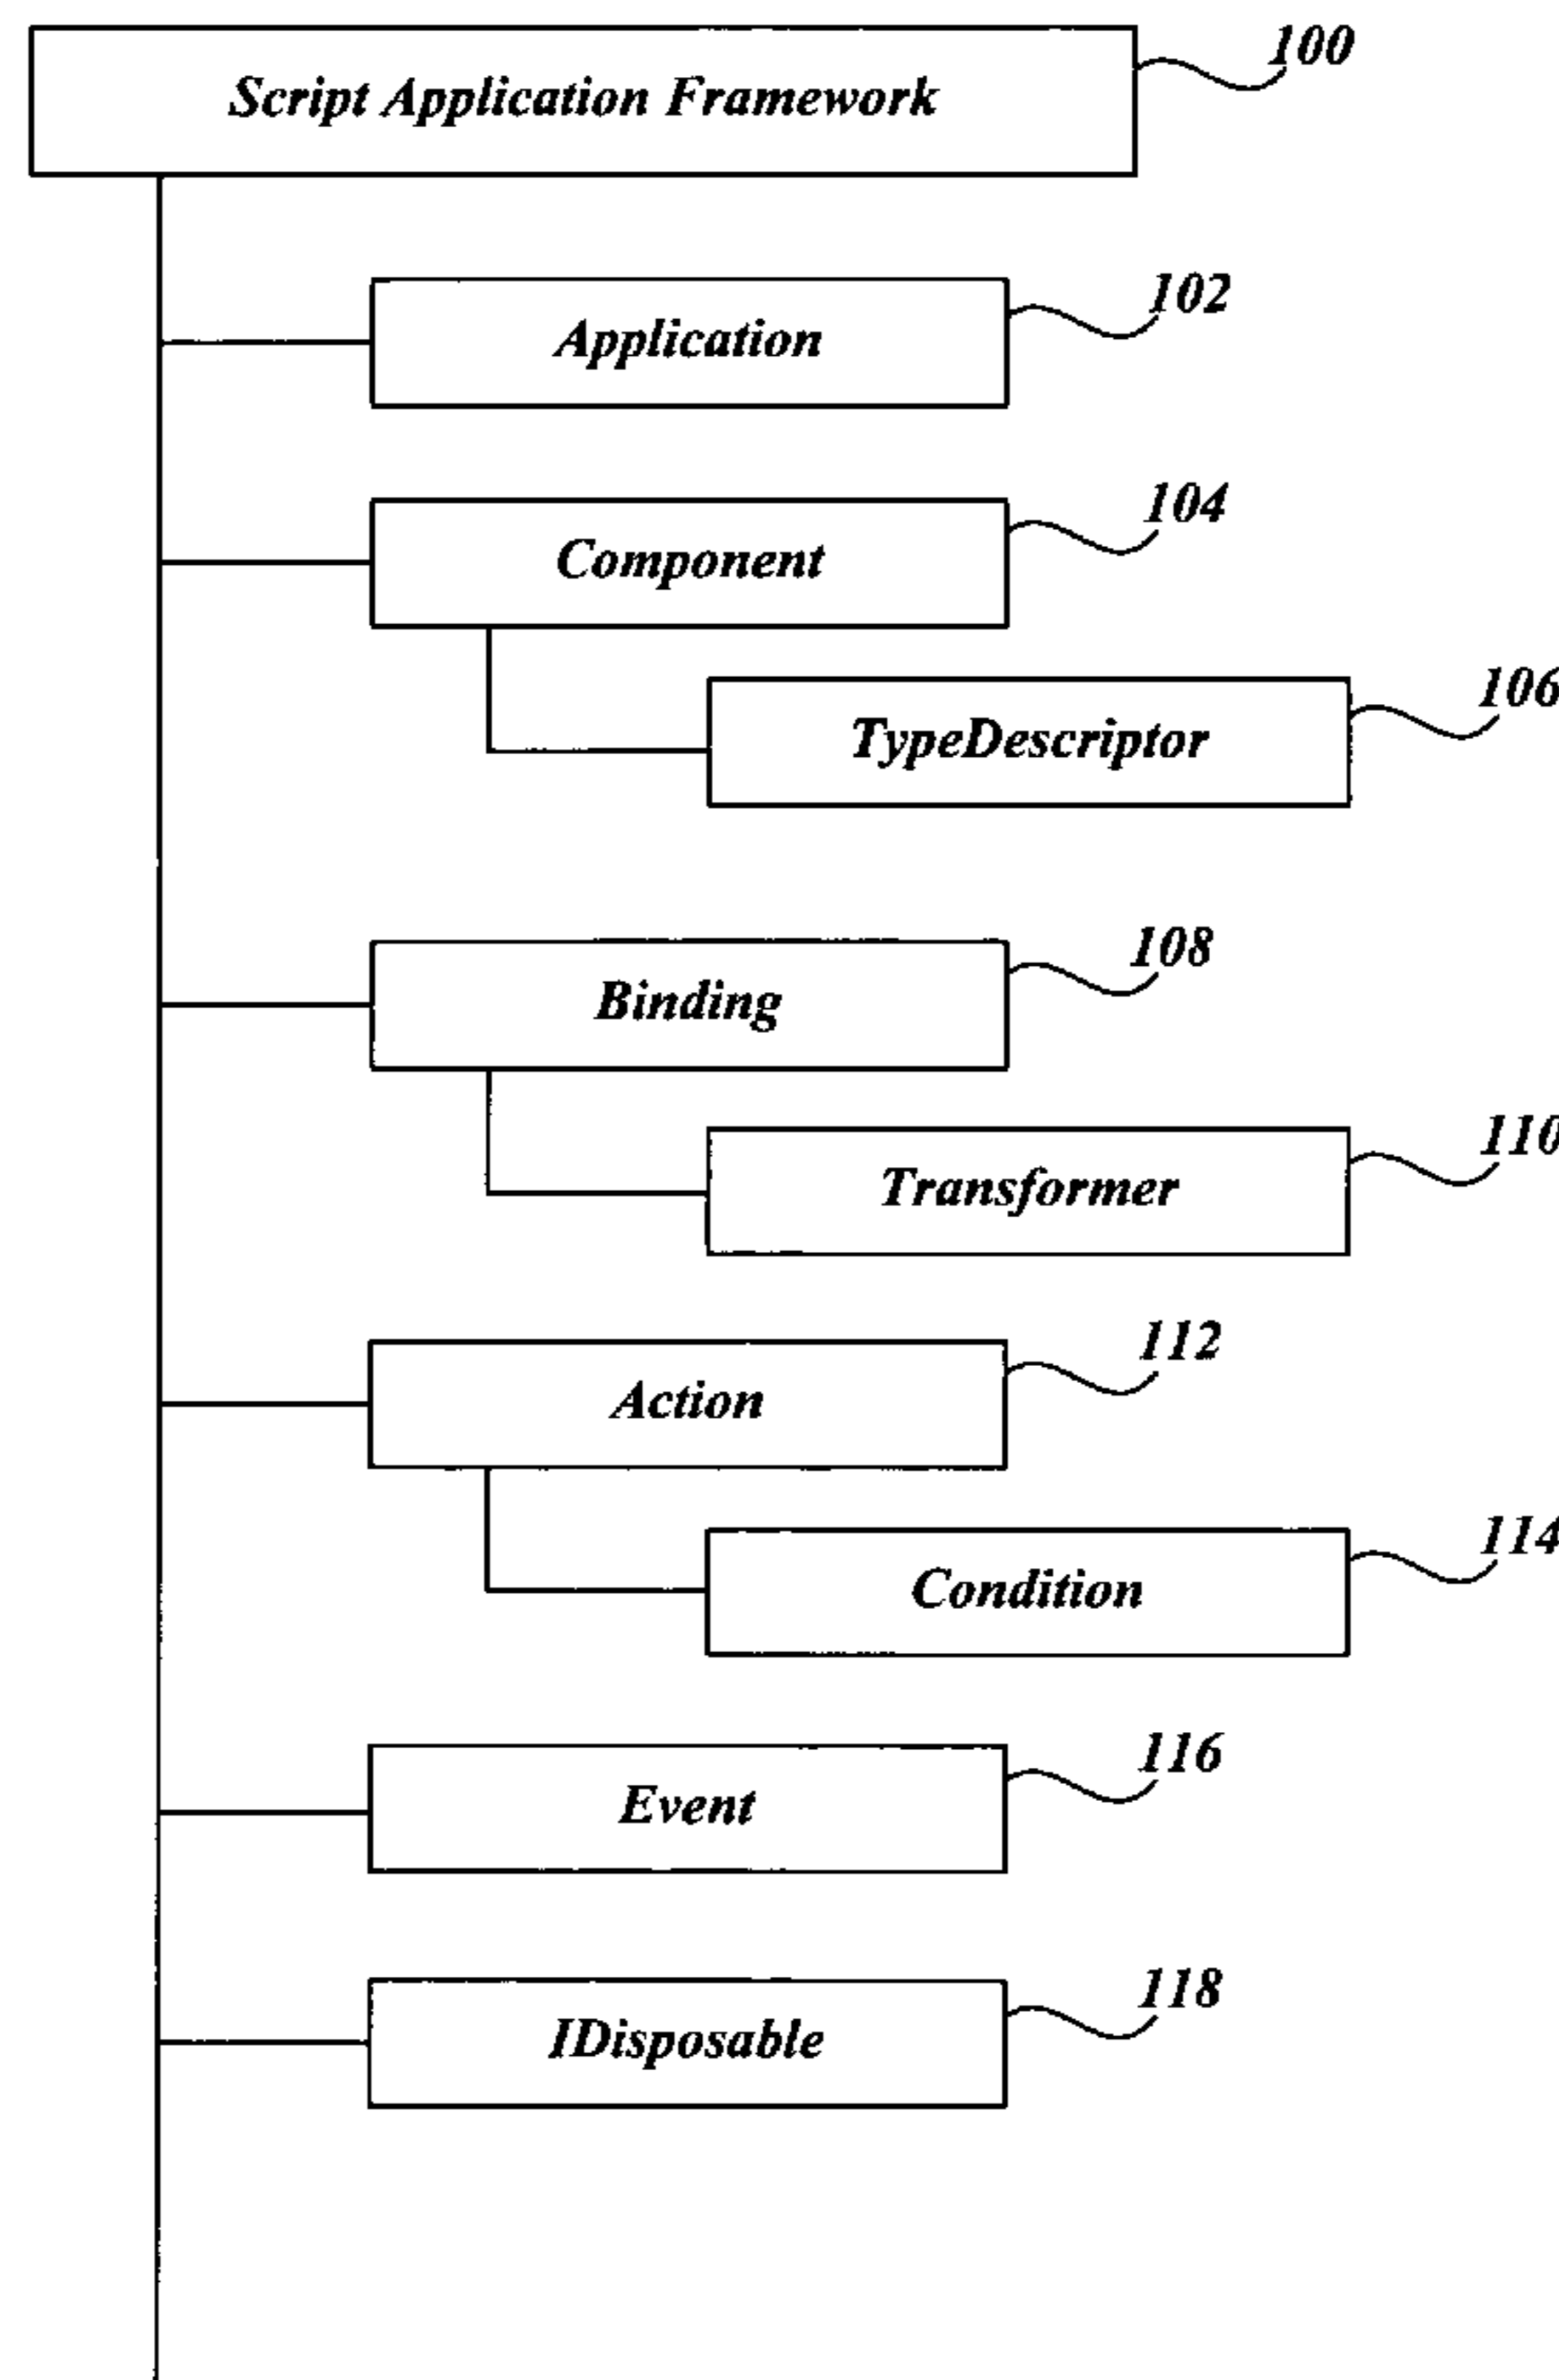 100
Script Application Framework
102
Application
104
Component
106
TypeDescriptor
108
Binding
110
Transformer
112
Action
114
Condition
116
Event
118
IDisposable